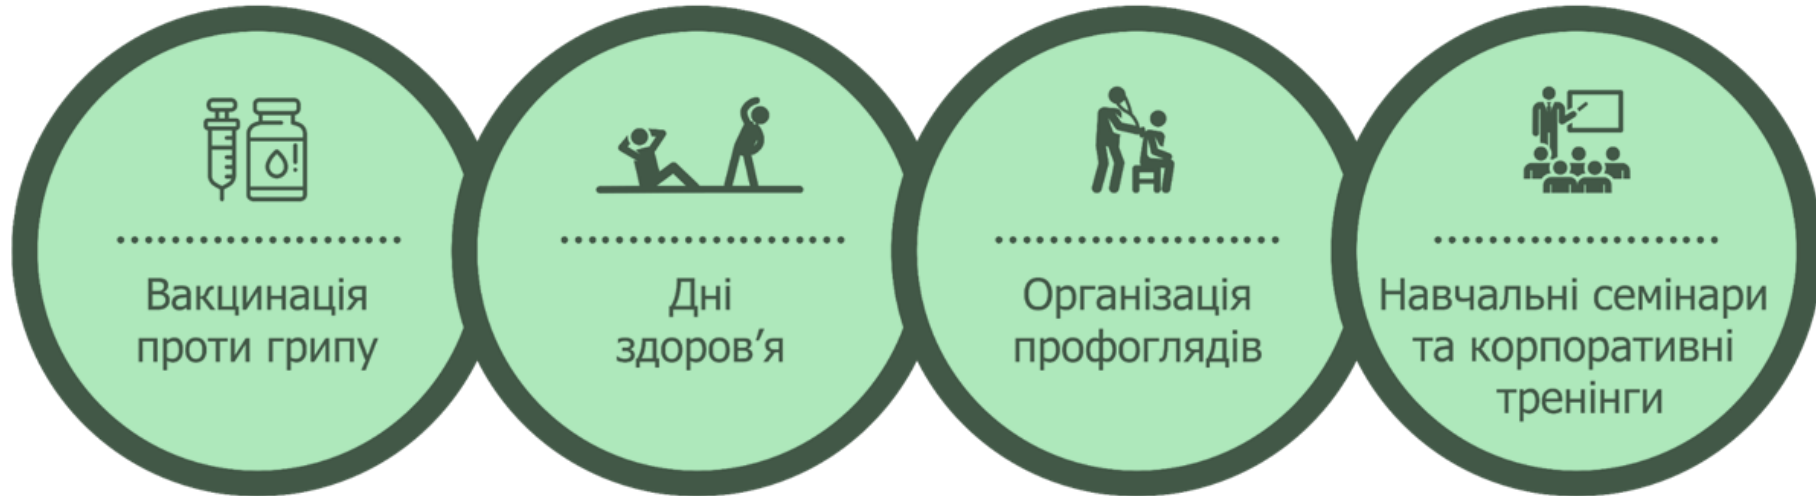 Вакцинація
проти грипу
Дні
здоров’я
Організація
профоглядів
Навчальні семінари
та корпоративні
тренінги